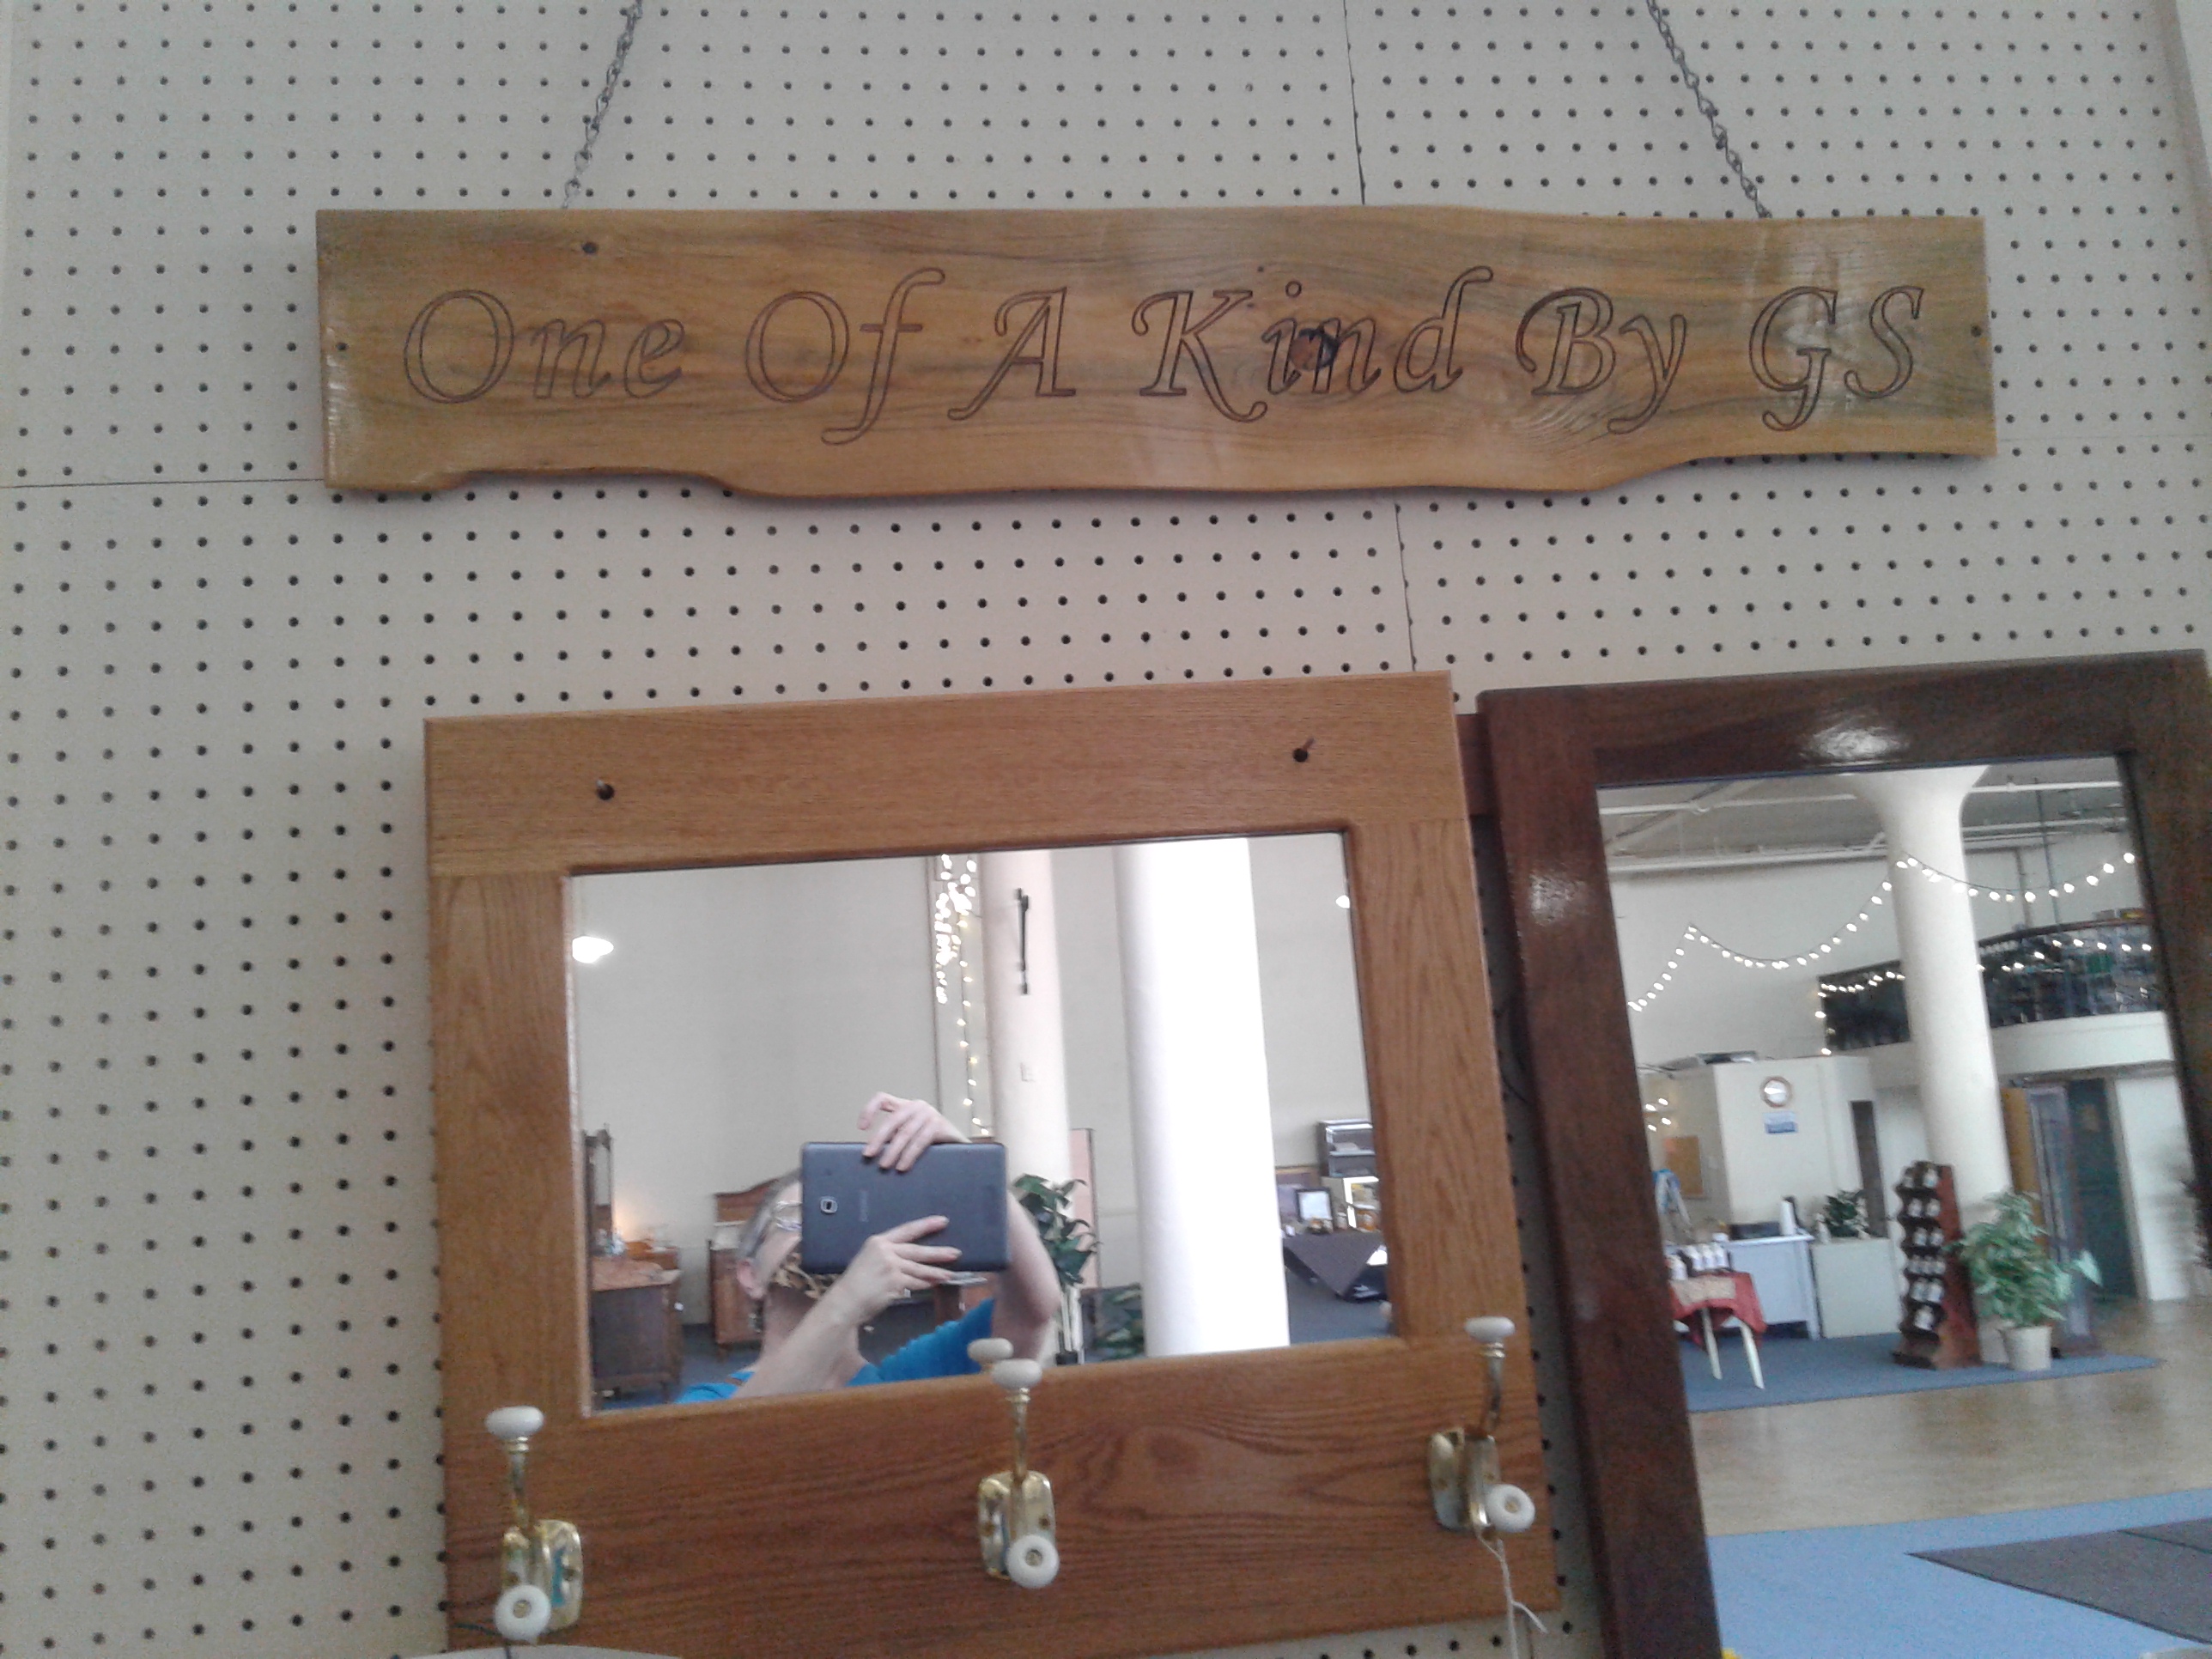 One Of A Kind By GS